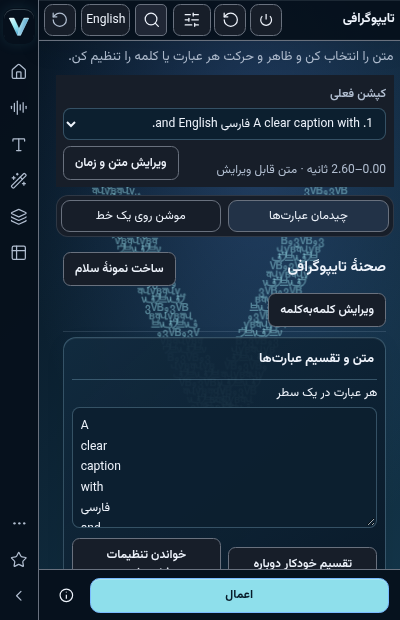 تایپوگرافی
English
متن را انتخاب کن و ظاهر و حرکت هر عبارت یا کلمه را تنظیم کن.
کپشن فعلی
1. A clear caption with فارسی and English.
0.00–2.60 ثانیه · متن قابل ویرایش
ویرایش متن و زمان
چیدمان عبارت‌ها
موشن روی یک خط
صحنهٔ تایپوگرافی
ساخت نمونهٔ سلام
ویرایش کلمه‌به‌کلمه
متن و تقسیم عبارت‌ها
هر عبارت در یک سطر
A
clear
caption
with
فارسی
and
تقسیم خودکار دوباره
خواندن تنظیمات
اعمال